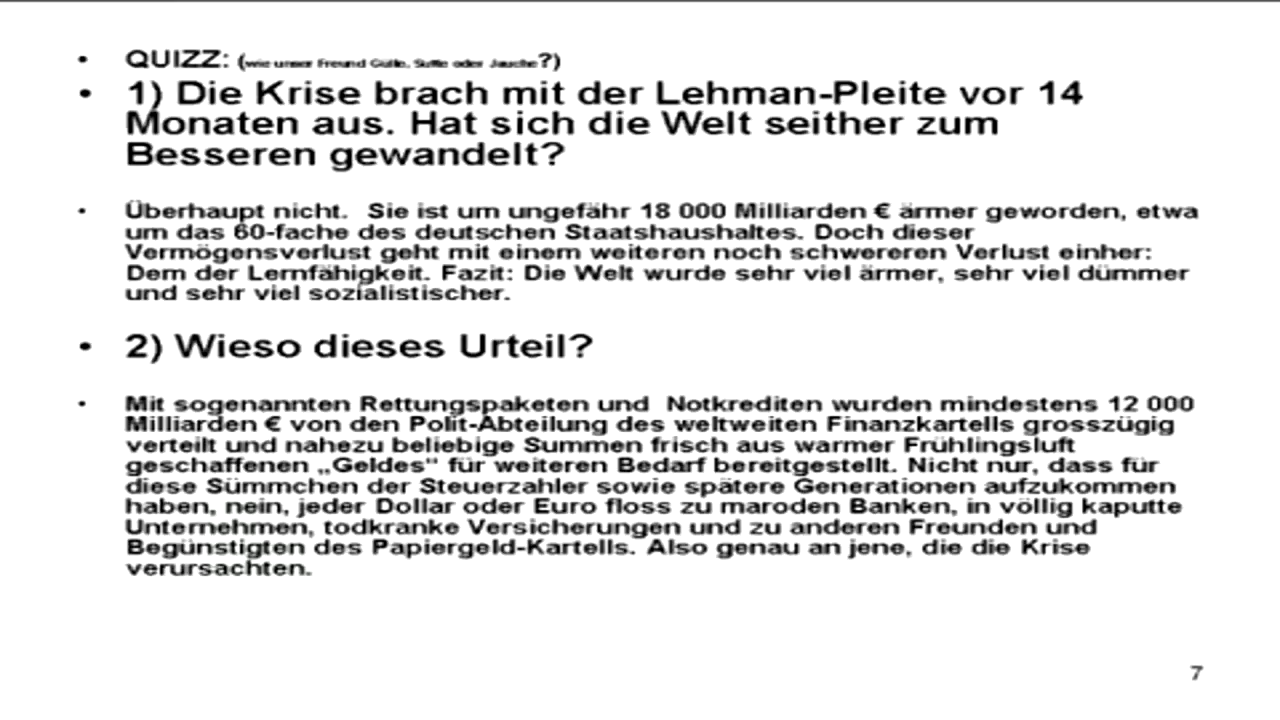 • QUIZZ: (wie unser Freund Gülle, Suffie oder Jauche?)
• 1) Die Krise brach mit der Lehman-Pleite vor 14
Monaten aus. Hat sich die Welt seither zum
Besseren gewandelt?
• Überhaupt nicht. Sie ist um ungefähr 18 000 Milliarden € ärmer geworden, etwa
um das 60-fache des deutschen Staatshaushaltes. Doch dieser
Vermögensverlust geht mit einem weiteren noch schwereren Verlust einher:
Dem der Lernfähigkeit. Fazit: Die Welt wurde sehr viel ärmer, sehr viel dümmer
und sehr viel sozialistischer.
• 2) Wieso dieses Urteil?
• Mit sogenannten Rettungspaketen und Notkrediten wurden mindestens 12 000
Milliarden € von den Polit-Abteilung des weltweiten Finanzkartells grosszügig
verteilt und nahezu beliebige Summen frisch aus warmer Frühlingsluft
geschaffenen „Geldes“ für weiteren Bedarf bereitgestellt. Nicht nur, dass für
diese Sümmchen der Steuerzahler sowie spätere Generationen aufzukommen
haben, nein, jeder Dollar oder Euro floss zu maroden Banken, in völlig kaputte
Unternehmen, todkranke Versicherungen und zu anderen Freunden und
Begünstigten des Papiergeld-Kartells. Also genau an jene, die die Krise
verursachten.
7